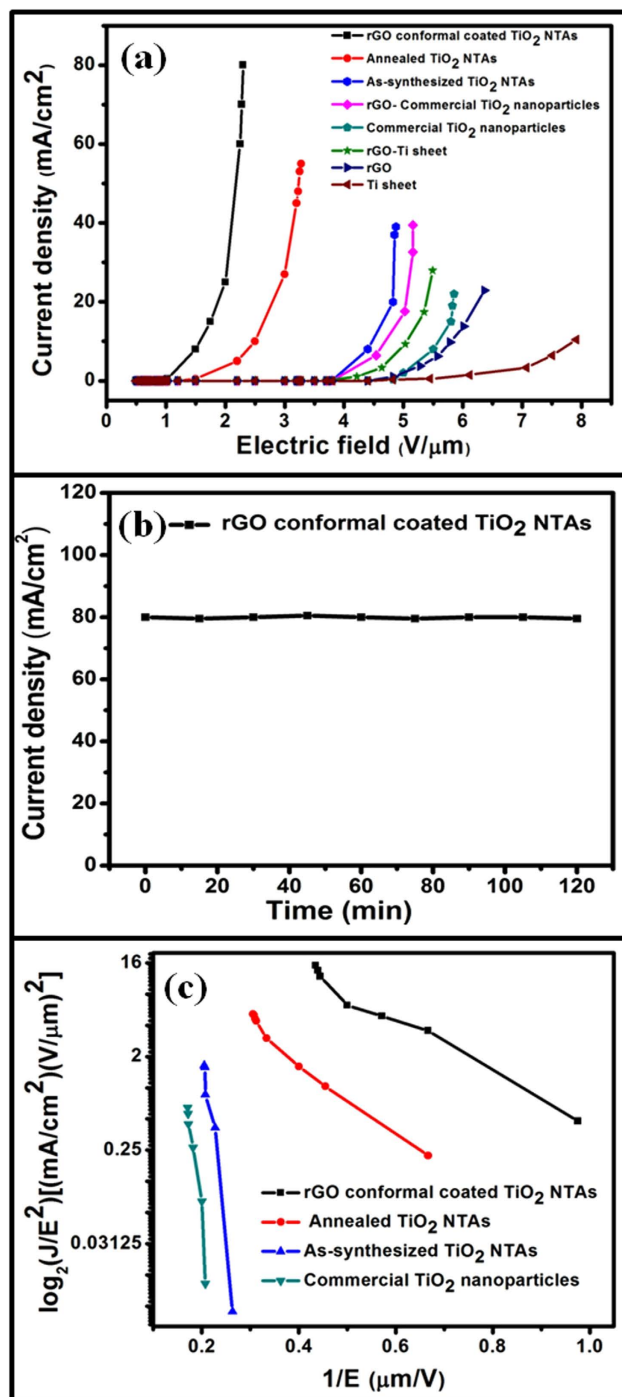 (a)
rGO conformal coated TiO2 NTAs
Annealed TiO2 NTAs
As-synthesized TiO2 NTAs
rGO- Commercial TiO2 nanoparticles
Commercial TiO2 nanoparticles
rGO-Ti sheet
rGO
Ti sheet
Current density (mA/cm2)
80
60
40
20
0
0 1 2 3 4 5 6 7 8
Electric field (V/μm)
(b)
rGO conformal coated TiO2 NTAs
Current density (mA/cm2)
120
100
80
60
40
20
0
0 20 40 60 80 100 120
Time (min)
(c)
log2(J/E2)[(mA/cm2)(V/μm)2]
16
2
0.25
0.03125
rGO conformal coated TiO2 NTAs
Annealed TiO2 NTAs
As-synthesized TiO2 NTAs
Commercial TiO2 nanoparticles
0.2 0.4 0.6 0.8 1.0
1/E (μm/V)